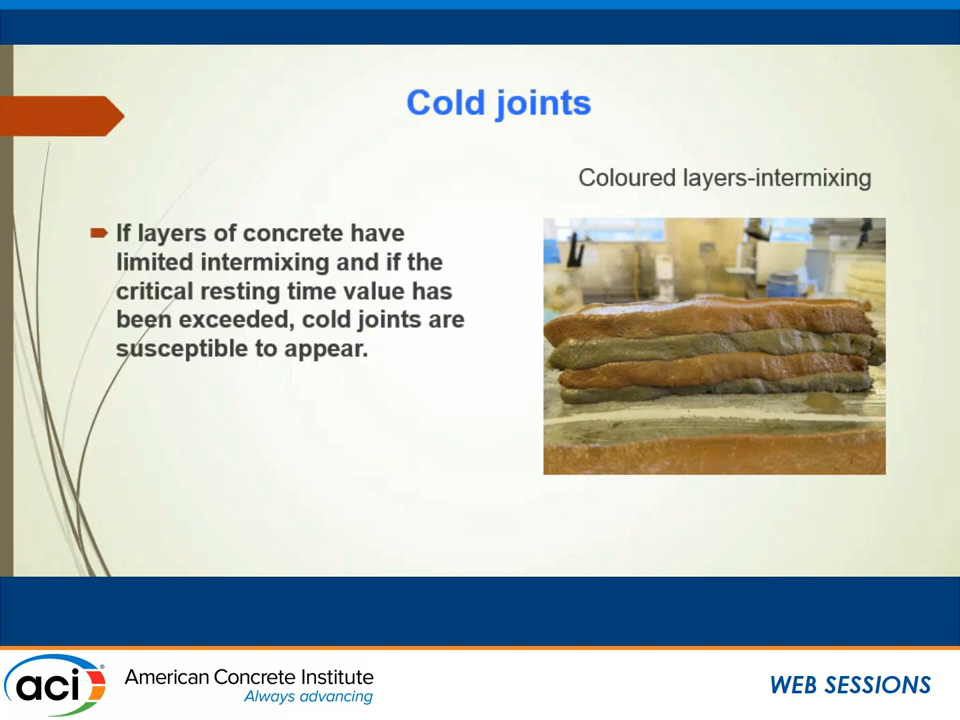 Cold joints
Coloured layers-intermixing
If layers of concrete have
limited intermixing and if the
critical resting time value has
been exceeded, cold joints are
susceptible to appear.
aci®
American Concrete Institute
Always advancing
WEB SESSIONS